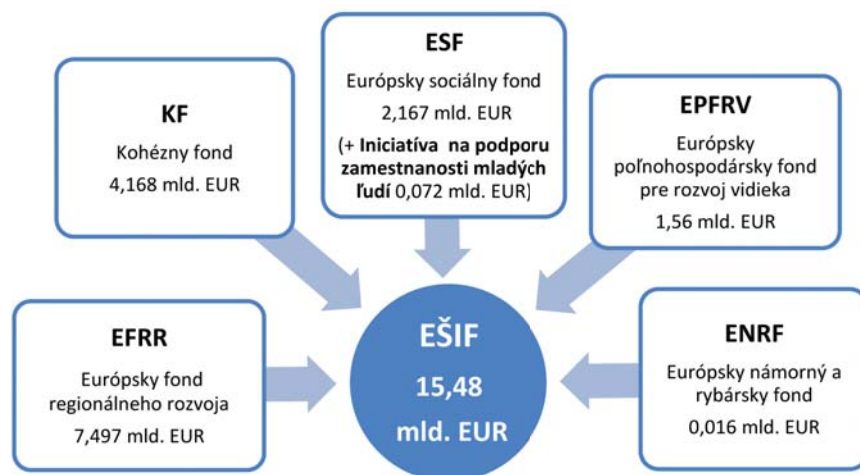 ESF
Európsky sociálny fond
2,167 mld. EUR
(+ Iniciatíva na podporu
zamestnanosti mladých
ľudí 0,072 mld. EUR)
KF
Kohézny fond
4,168 mld. EUR
EPFRV
Európsky
poľnohospodársky fond
pre rozvoj vidieka
1,56 mld. EUR
EFRR
Európsky fond
regionálneho rozvoja
7,497 mld. EUR
EŠIF
15,48
mld. EUR
ENRF
Európsky námorný a
rybársky fond
0,016 mld. EUR